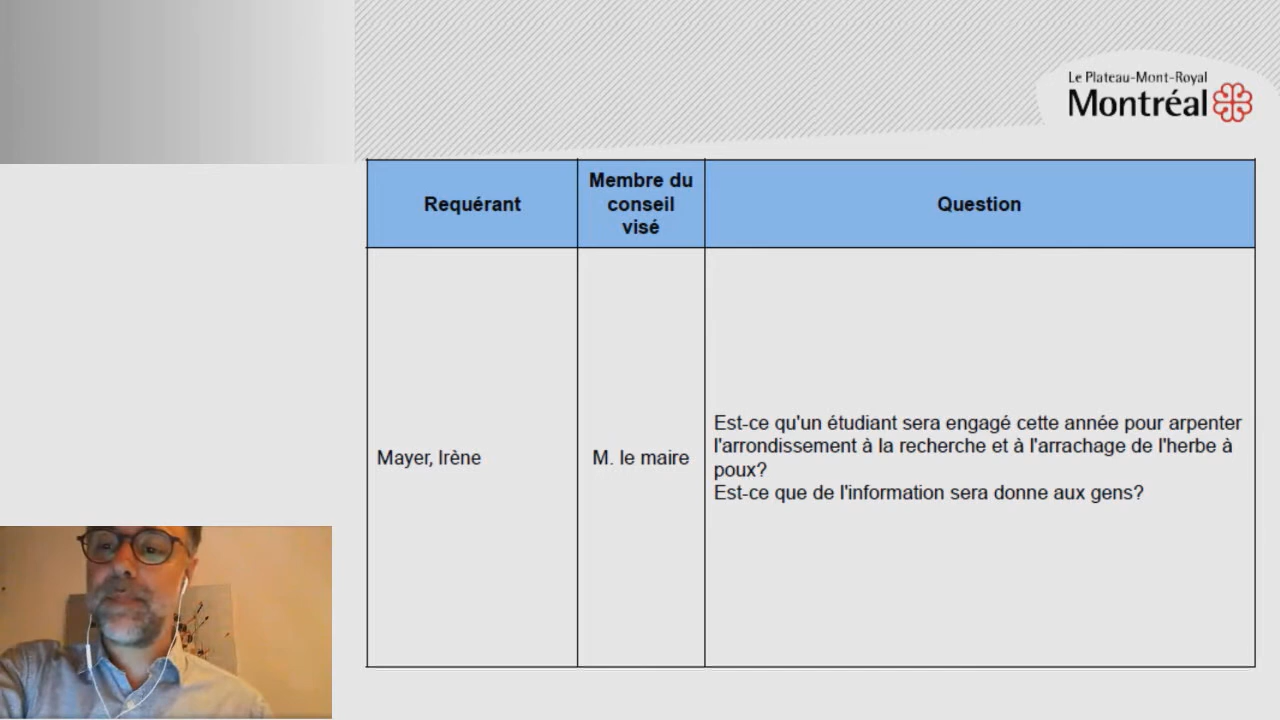 Le Plateau-Mont-Royal
Montréal
Requérant
Membre du
conseil
visé
Question
Mayer, Irène
M. le maire
Est-ce qu'un étudiant sera engagé cette année pour arpenter
l'arrondissement à la recherche et à l'arrachage de l'herbe à
poux?
Est-ce que de l'information sera donne aux gens?